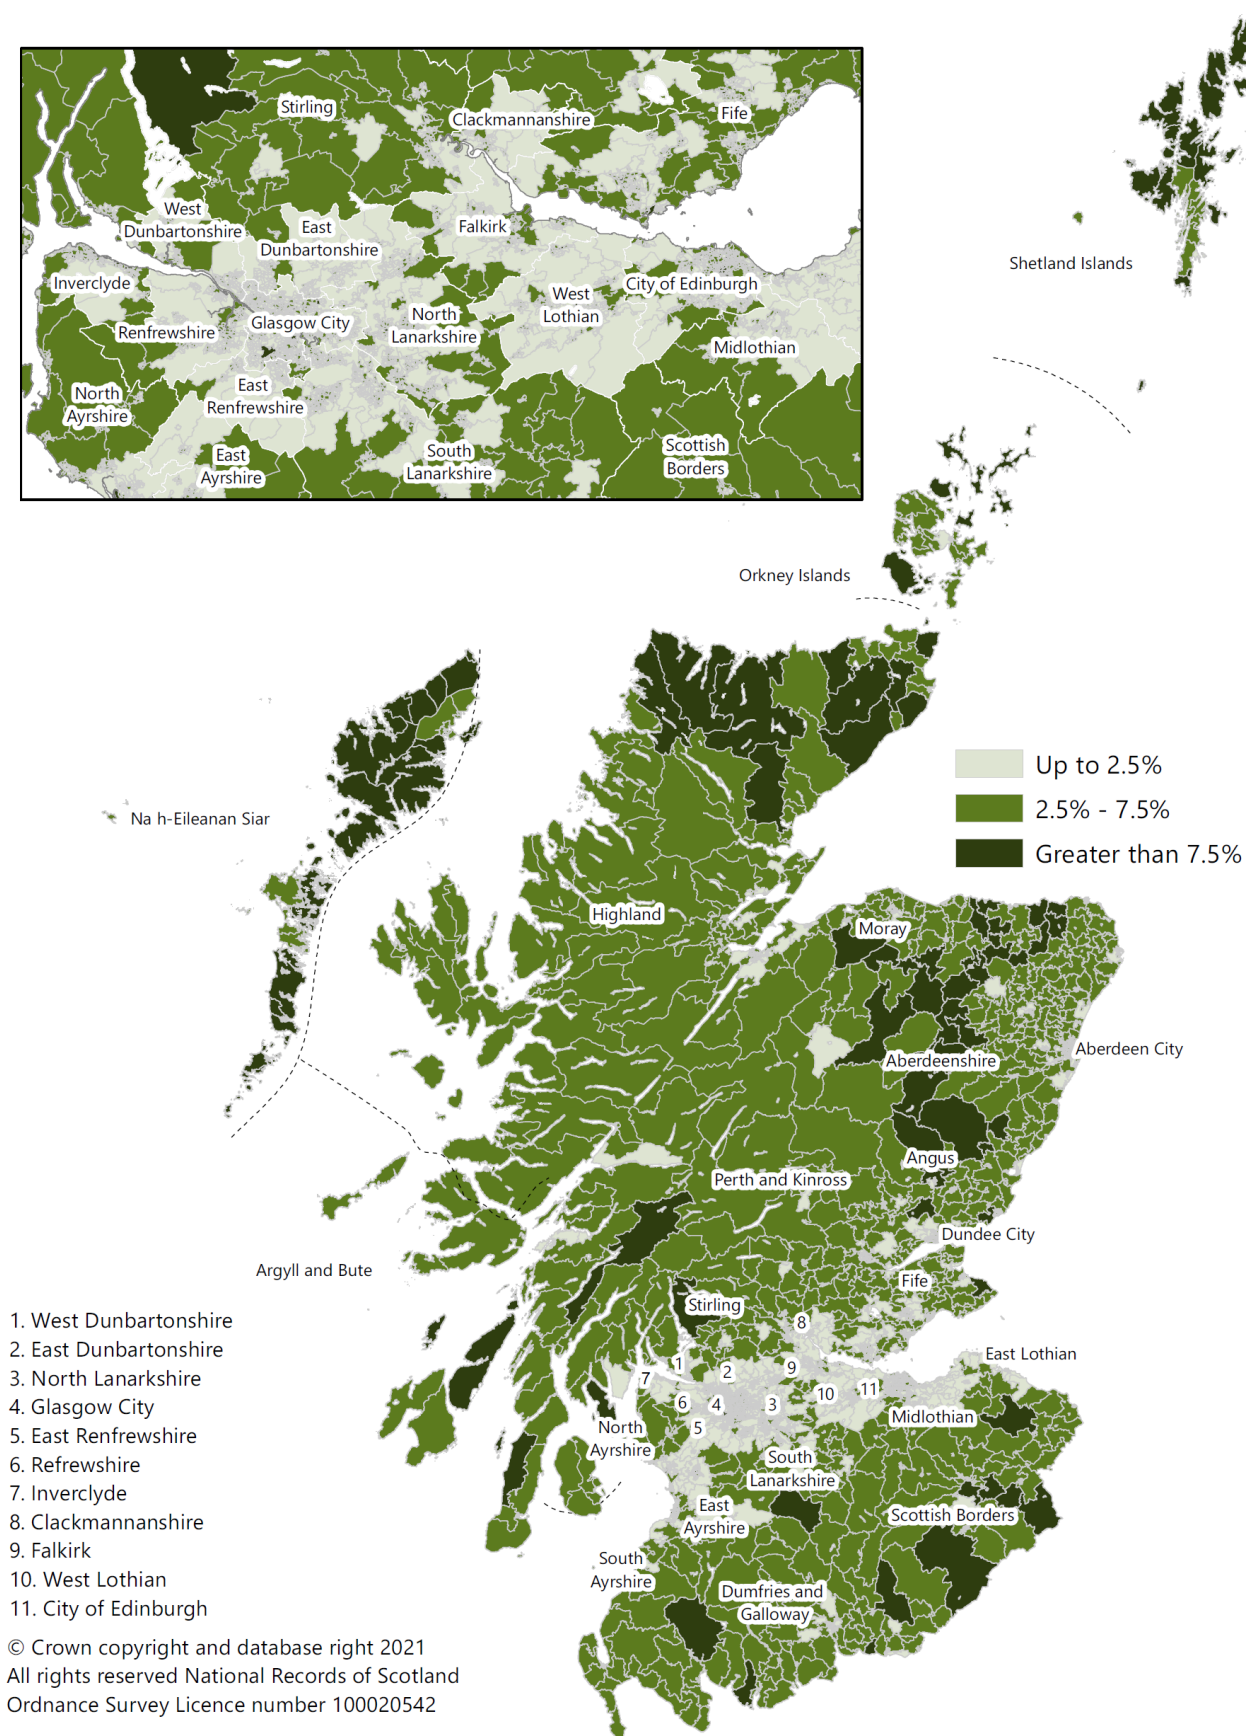 Stirling
Clackmannanshire
Fife
West
Dunbartonshire
East
Dunbartonshire
Falkirk
Inverclyde
City of Edinburgh
West
Lothian
Renfrewshire
Glasgow City
North
Lanarkshire
Midlothian
North
Ayrshire
East
Renfrewshire
East
Ayrshire
South
Lanarkshire
Scottish
Borders
Shetland Islands
Orkney Islands
Up to 2.5%
2.5% - 7.5%
Greater than 7.5%
Na h-Eileanan Siar
Highland
Moray
Aberdeenshire
Aberdeen City
Angus
Perth and Kinross
Dundee City
Argyll and Bute
Fife
Stirling
8
East Lothian
1
2
9
7
10
11
6
4
3
5
Midlothian
North
Ayrshire
South
Lanarkshire
East
Ayrshire
Scottish Borders
South
Ayrshire
Dumfries and
Galloway
1. West Dunbartonshire
2. East Dunbartonshire
3. North Lanarkshire
4. Glasgow City
5. East Renfrewshire
6. Refrewshire
7. Inverclyde
8. Clackmannanshire
9. Falkirk
10. West Lothian
11. City of Edinburgh
© Crown copyright and database right 2021
All rights reserved National Records of Scotland
Ordnance Survey Licence number 100020542